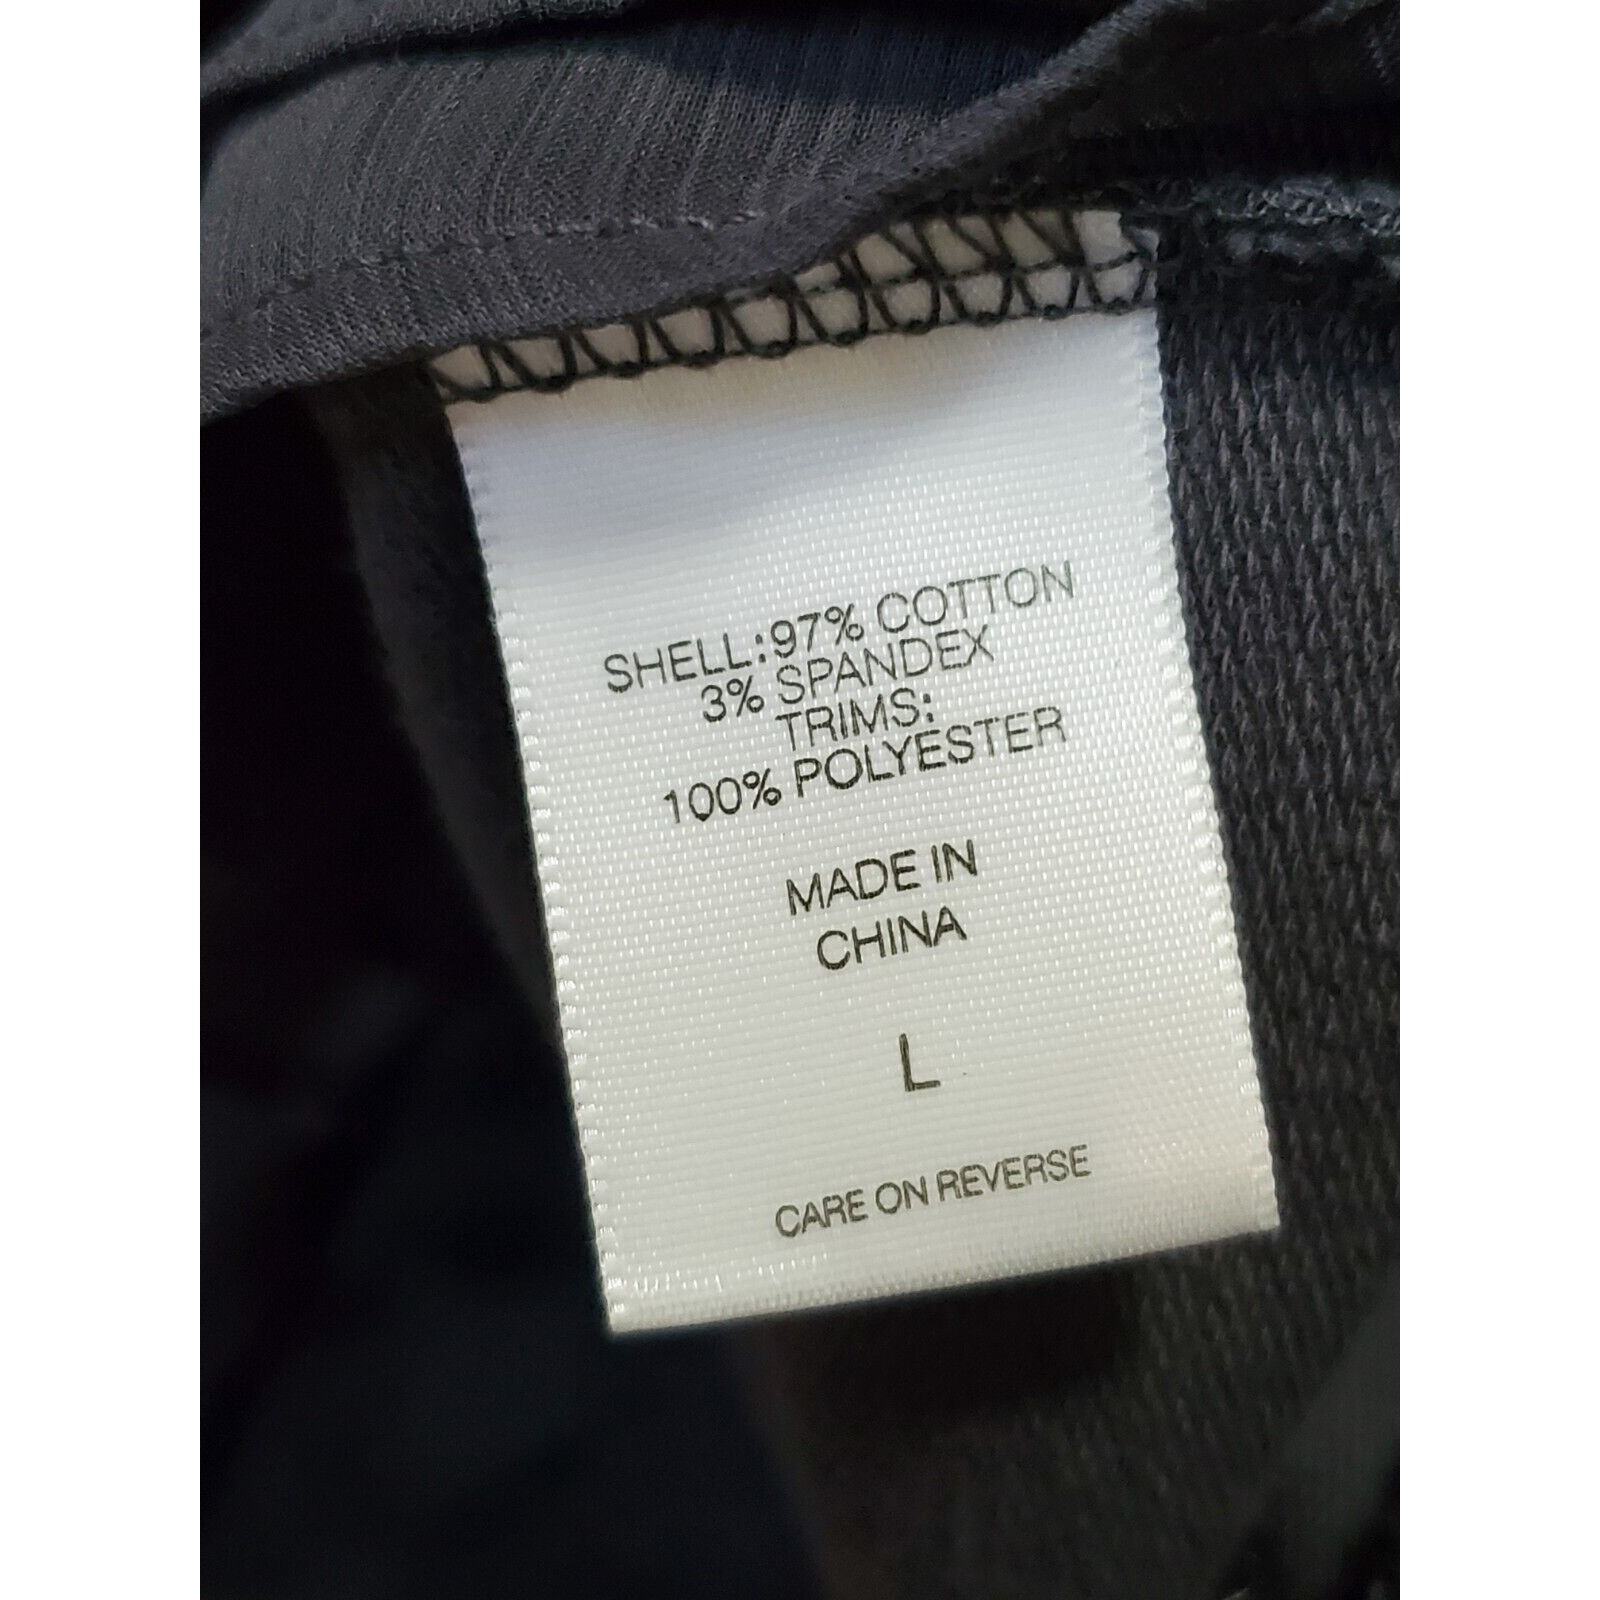 SHELL:97% COTTON
3% SPANDEX
TRIMS:
100% POLYESTER
MADE IN
CHINA
L
CARE ON REVERSE